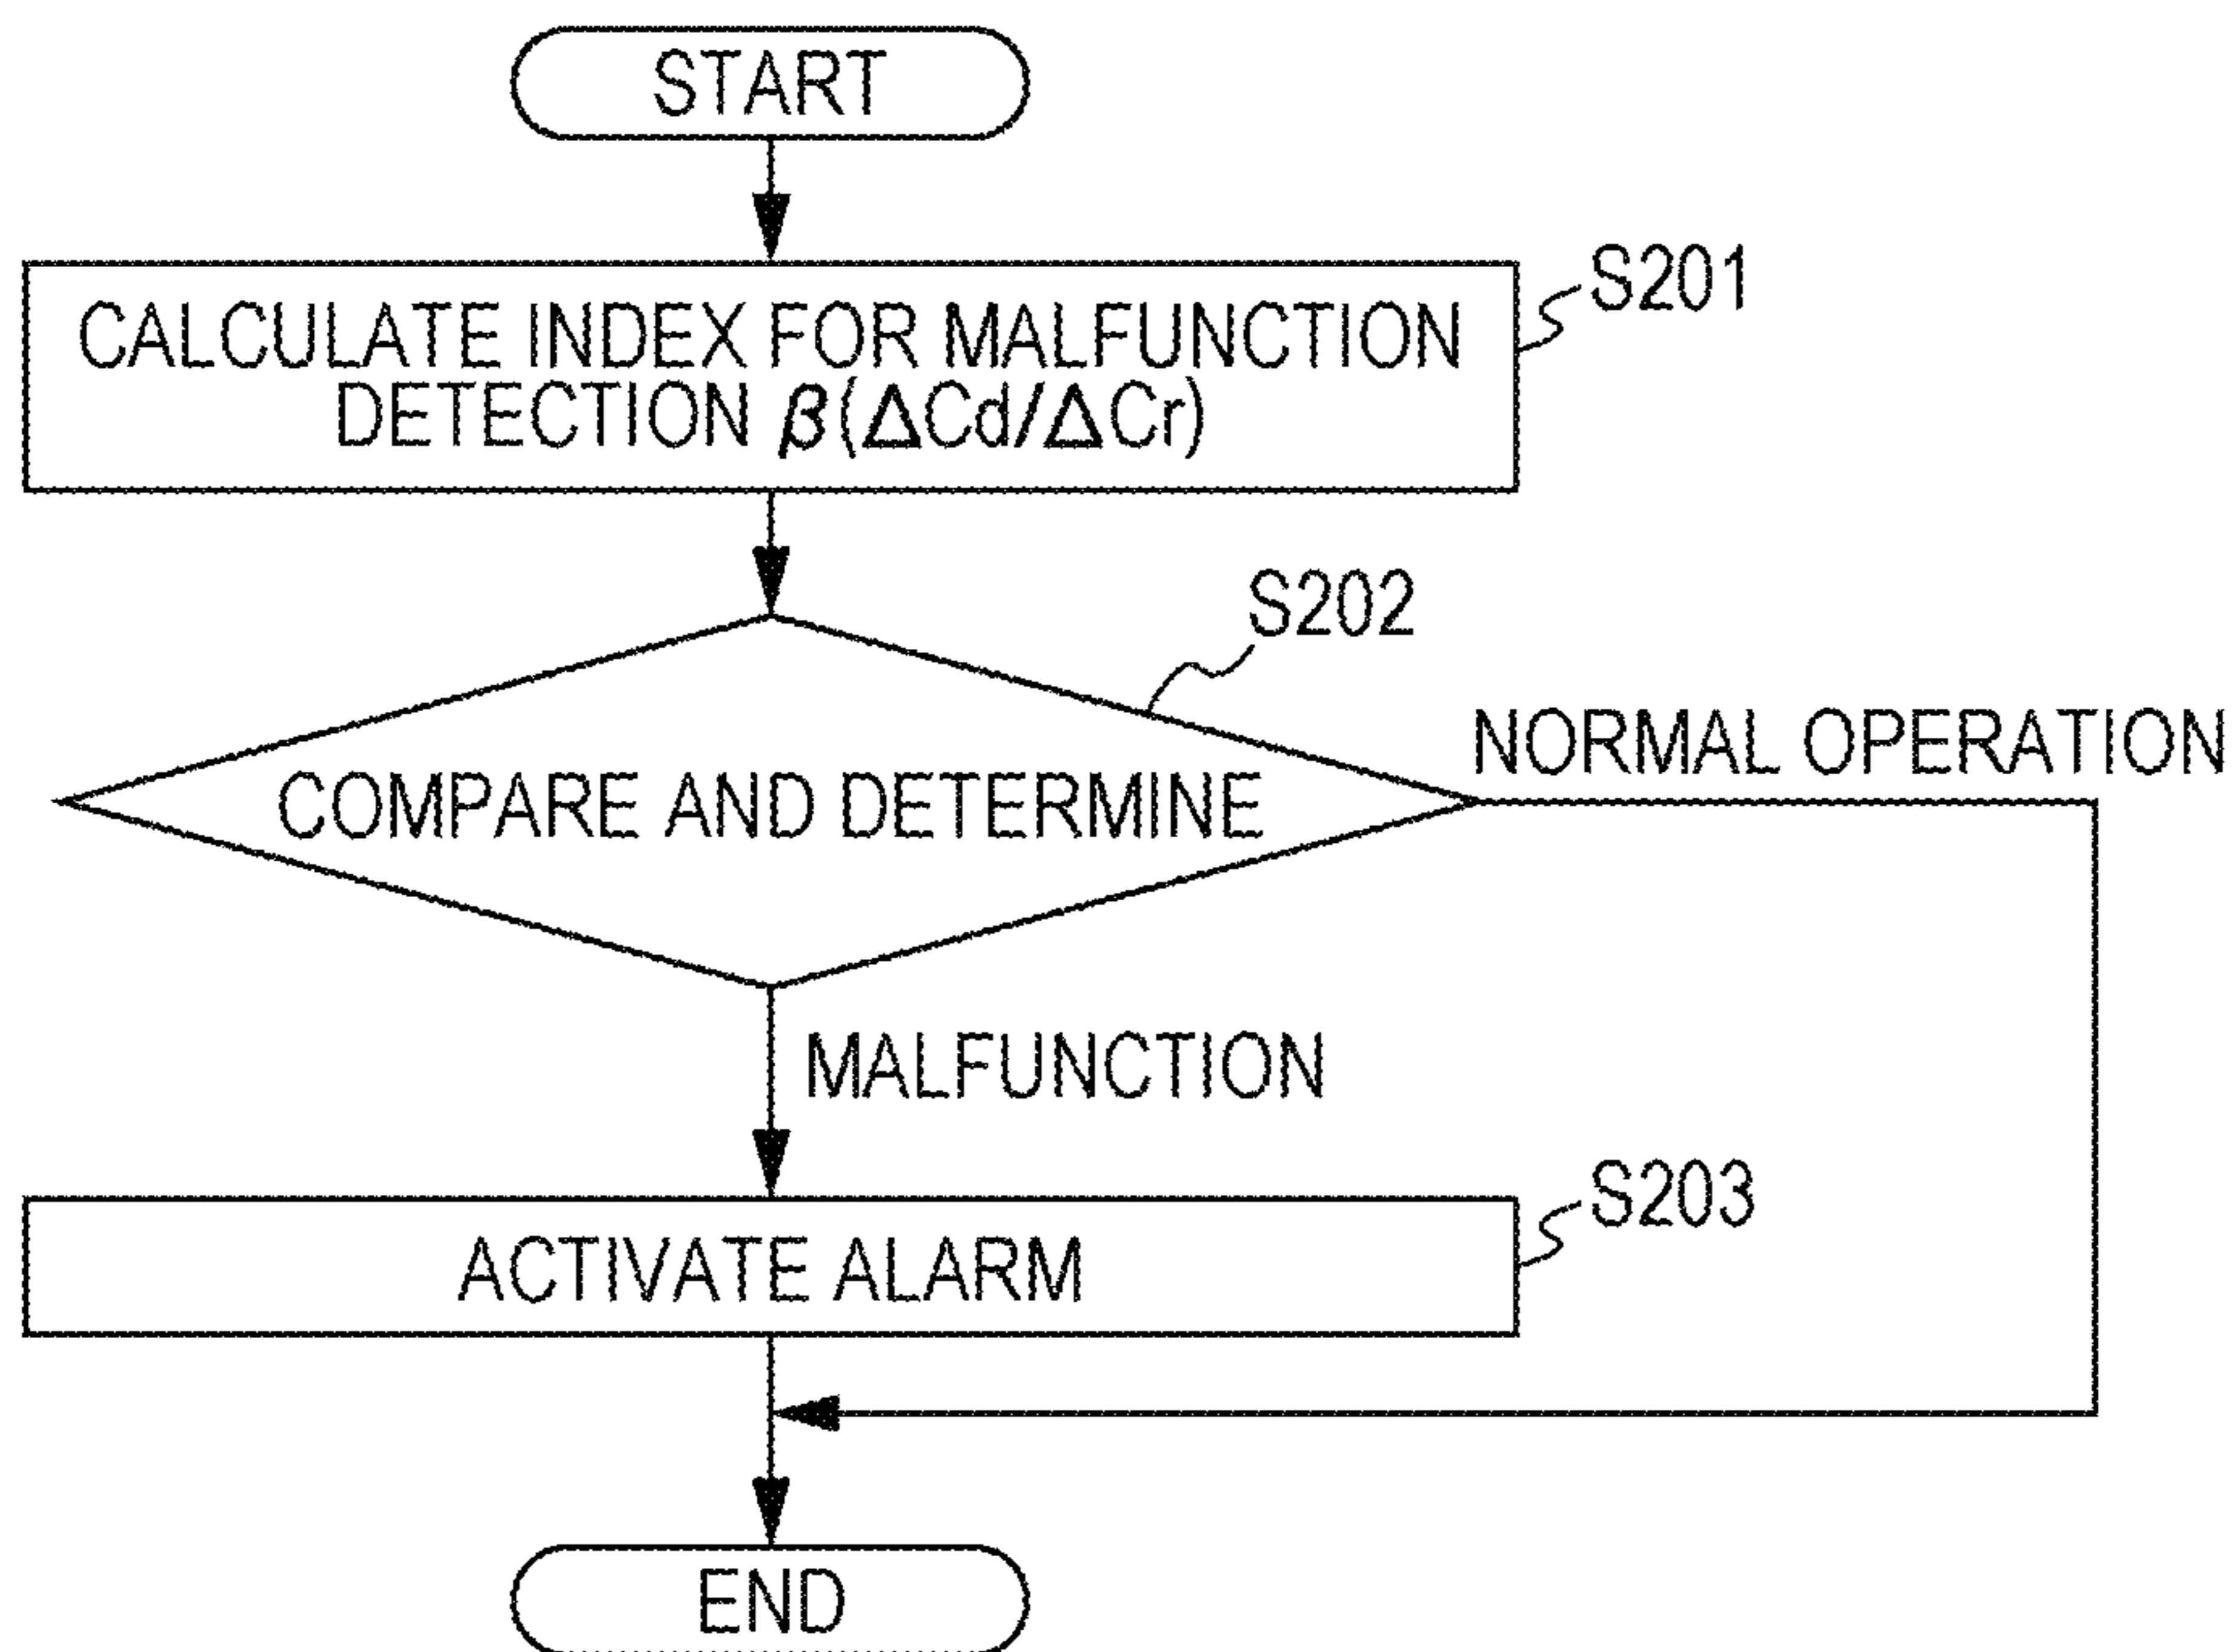 START
S201
CALCULATE INDEX FOR MALFUNCTION
DETECTION β(ΔCd/ΔCr)
S202
NORMAL OPERATION
COMPARE AND DETERMINE
MALFUNCTION
S203
ACTIVATE ALARM
END